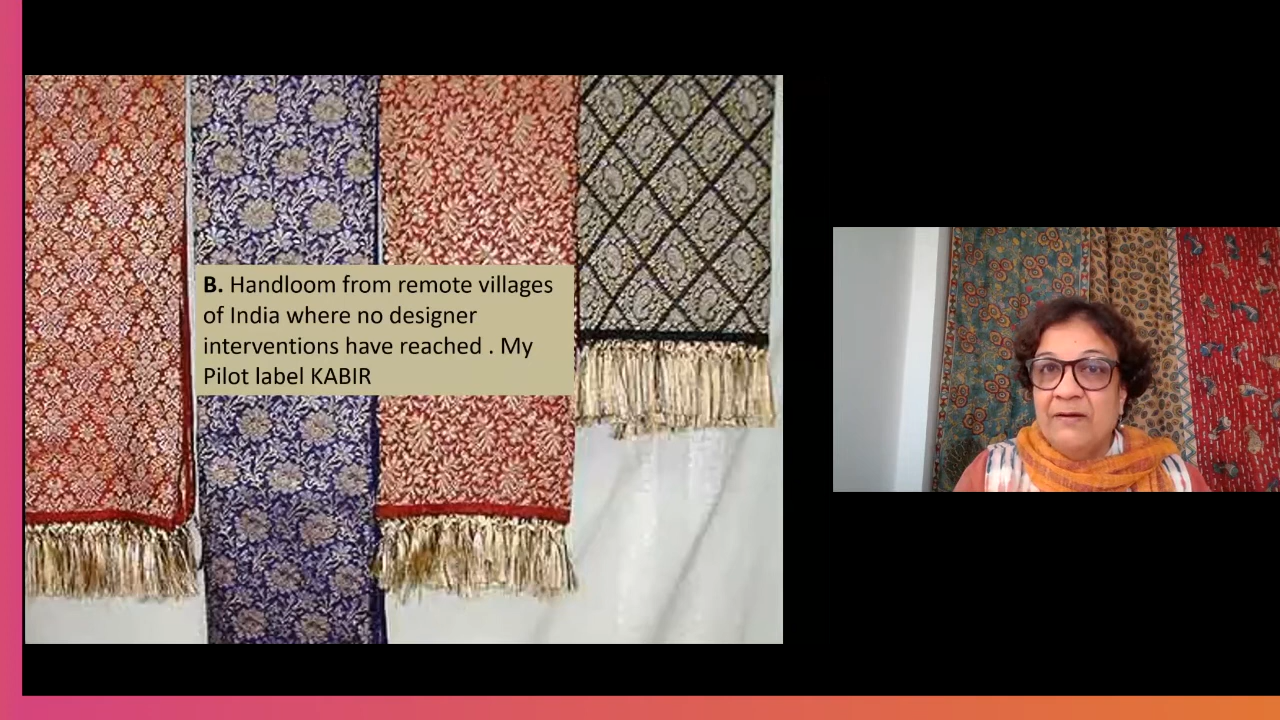 B. Handloom from remote villages
of India where no designer
interventions have reached . My
Pilot label KABIR